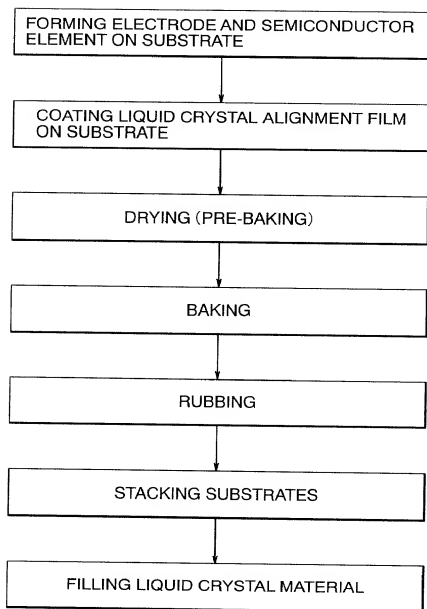 FORMING ELECTRODE AND SEMICONDUCTOR
ELEMENT ON SUBSTRATE
COATING LIQUID CRYSTAL ALIGNMENT FILM
ON SUBSTRATE
DRYING (PRE-BAKING)
BAKING
RUBBING
STACKING SUBSTRATES
FILLING LIQUID CRYSTAL MATERIAL